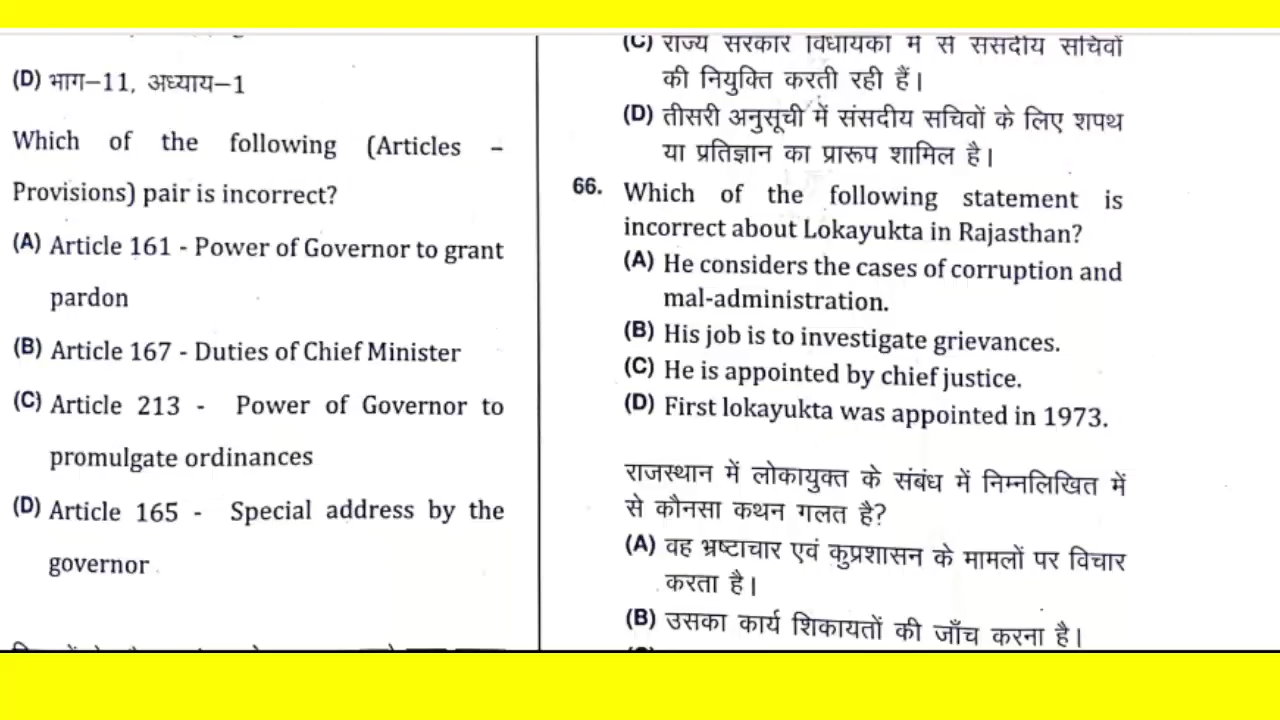 (D) भाग–11, अध्याय–1
Which of the following (Articles –
Provisions) pair is incorrect?
(A) Article 161 - Power of Governor to grant
pardon
(B) Article 167 - Duties of Chief Minister
(C) Article 213 - Power of Governor to
promulgate ordinances
(D) Article 165 - Special address by the
governor
(C) राज्य सरकार विधायकों में से संसदीय सचिवों
की नियुक्ति करती रही हैं।
(D) तीसरी अनुसूची में संसदीय सचिवों के लिए शपथ
या प्रतिज्ञान का प्रारूप शामिल है।
66. Which of the following statement is
incorrect about Lokayukta in Rajasthan?
(A) He considers the cases of corruption and
mal-administration.
(B) His job is to investigate grievances.
(C) He is appointed by chief justice.
(D) First lokayukta was appointed in 1973.
राजस्थान में लोकायुक्त के संबंध में निम्नलिखित में
से कौनसा कथन गलत है?
(A) वह भ्रष्टाचार एवं कुप्रशासन के मामलों पर विचार
करता है।
(B) उसका कार्य शिकायतों की जाँच करना है।